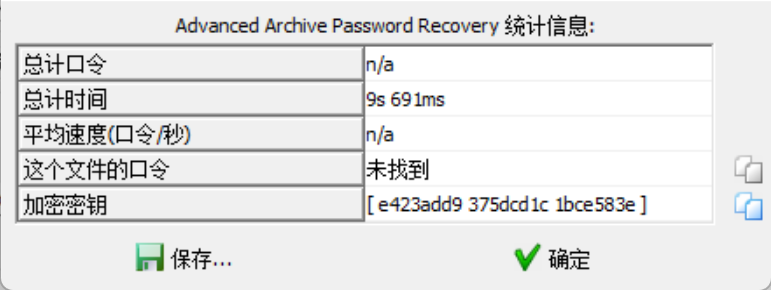 Advanced Archive Password Recovery 统计信息:
总计口令 n/a
总计时间 9s 691ms
平均速度(口令/秒) n/a
这个文件的口令 未找到
加密密钥 [ e423add9 375dcd1c 1bce583e ]
保存... 确定